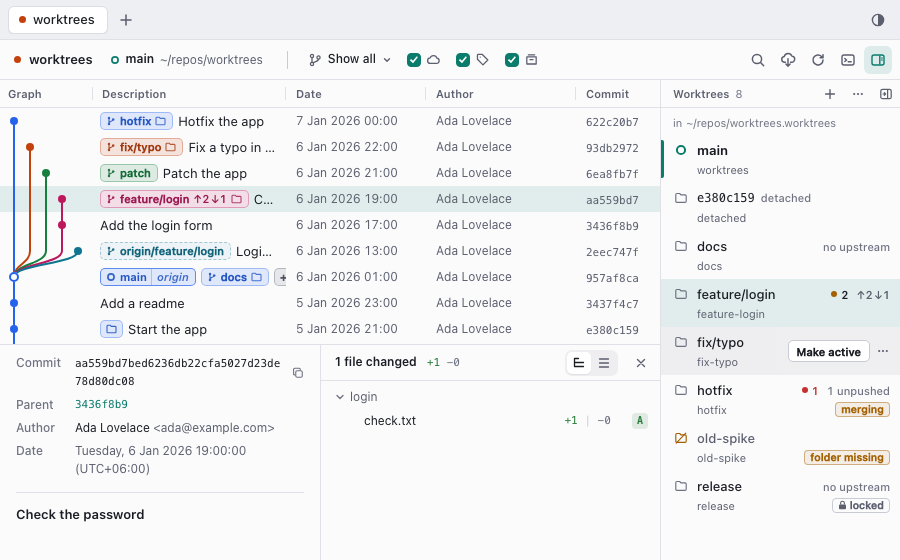 worktrees
worktrees main ~/repos/worktrees Show all
Graph Description Date Author Commit
hotfix Hotfix the app 7 Jan 2026 00:00 Ada Lovelace 622c20b7
fix/typo Fix a typo in ... 6 Jan 2026 22:00 Ada Lovelace 93db2972
patch Patch the app 6 Jan 2026 21:00 Ada Lovelace 6ea8fb7f
feature/login ↑2↓1 C... 6 Jan 2026 19:00 Ada Lovelace aa559bd7
Add the login form 6 Jan 2026 17:00 Ada Lovelace 3436f8b9
origin/feature/login Logi... 6 Jan 2026 13:00 Ada Lovelace 2eec747f
main origin docs + 6 Jan 2026 01:00 Ada Lovelace 957af8ca
Add a readme 5 Jan 2026 23:00 Ada Lovelace 3437f4c7
Start the app 5 Jan 2026 21:00 Ada Lovelace e380c159
Commit aa559bd7bed6236db22cfa5027d23de
78d80dc08
Parent 3436f8b9
Author Ada Lovelace <ada@example.com>
Date Tuesday, 6 Jan 2026 19:00:00
(UTC+06:00)
Check the password
1 file changed +1 −0
login
check.txt +1 −0 A
Worktrees 8
in ~/repos/worktrees.worktrees
main
worktrees
e380c159 detached
detached
docs no upstream
docs
feature/login 2 ↑2↓1
feature-login
fix/typo Make active
fix-typo
hotfix 1 1 unpushed
hotfix merging
old-spike
old-spike folder missing
release no upstream
release locked